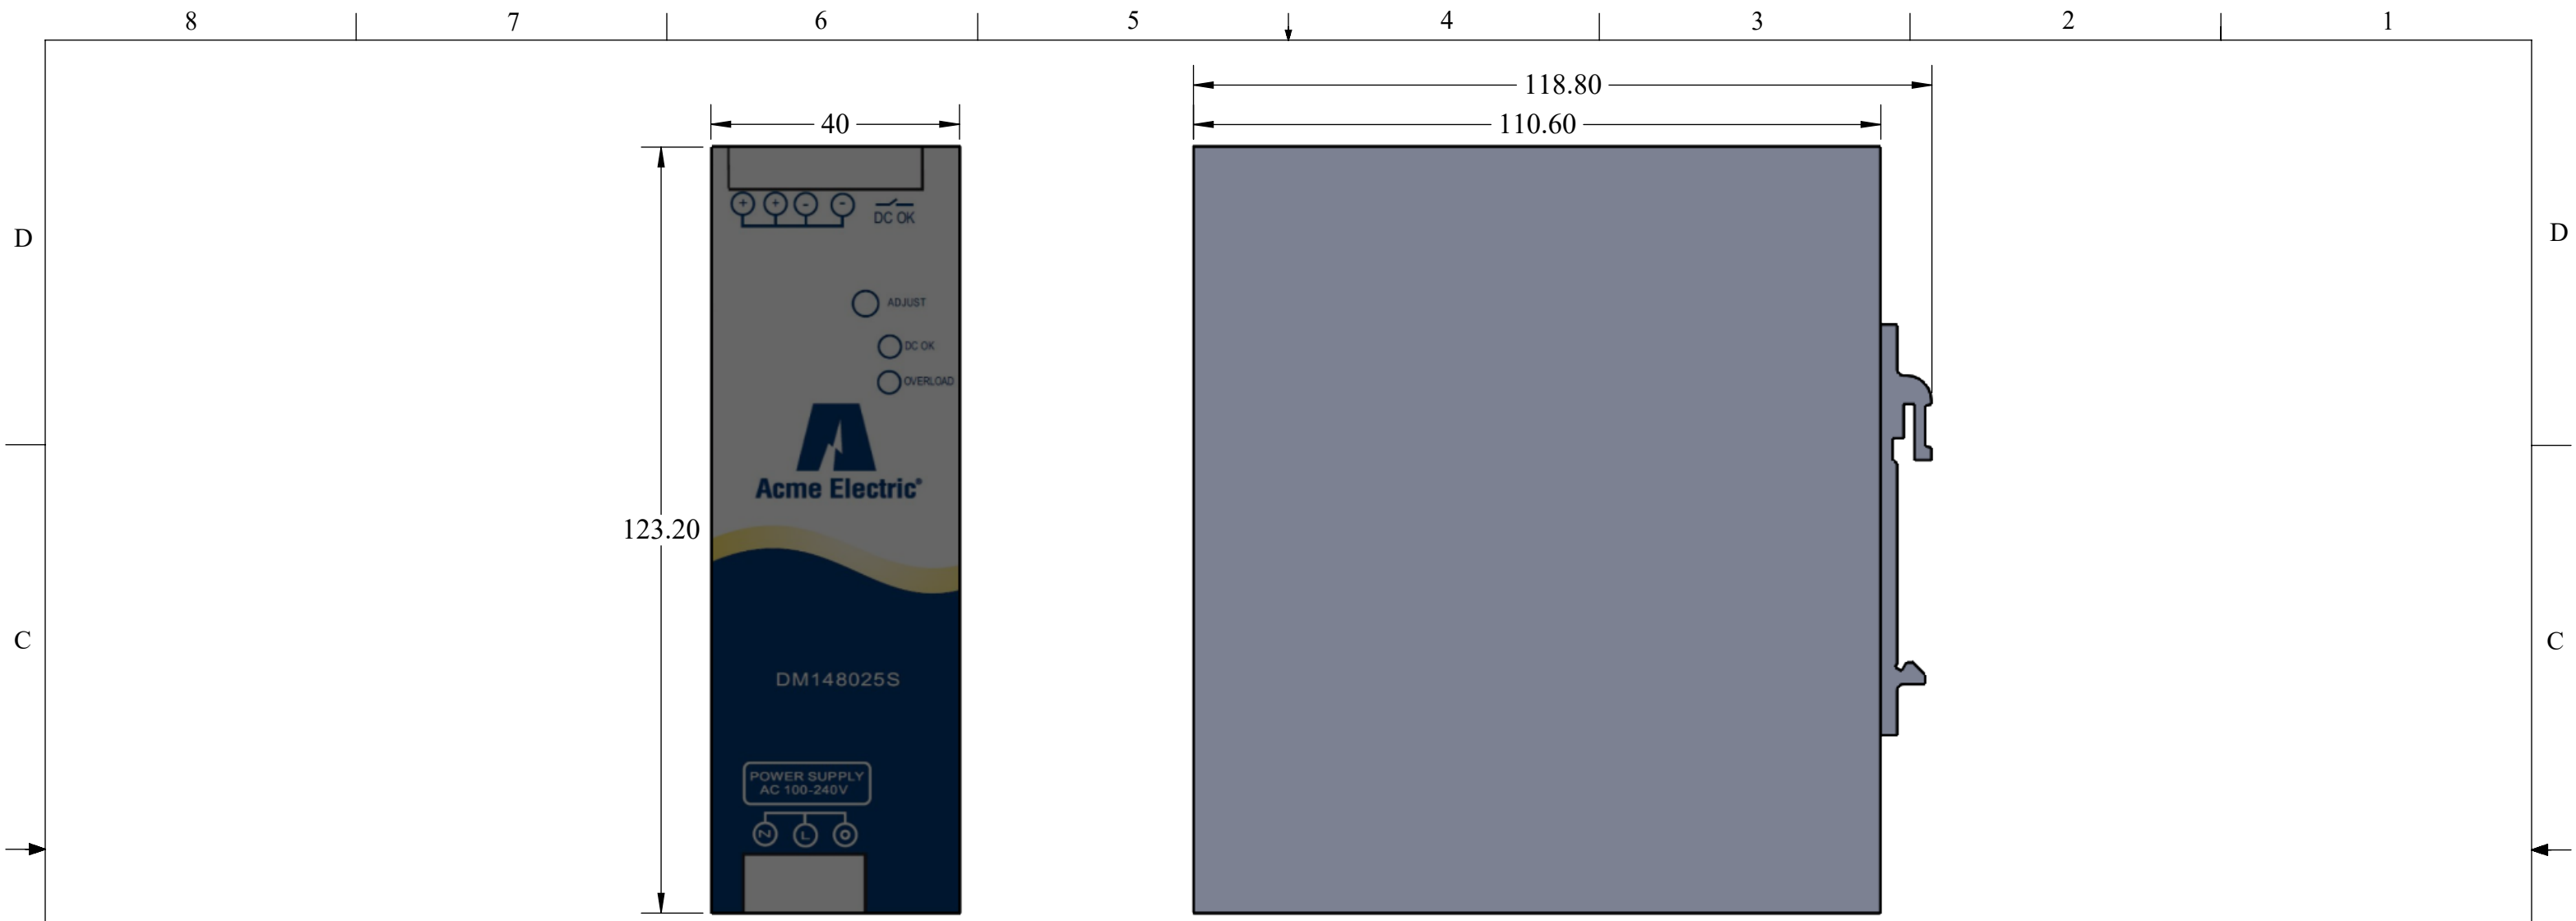 8 7 6 5 4 3 2 1
118.80
40
110.60
+ + - -
DC OK
D D
ADJUST
DC OK
OVERLOAD
Acme Electric®
123.20
C C
DM148025S
POWER SUPPLY
AC 100-240V
N L